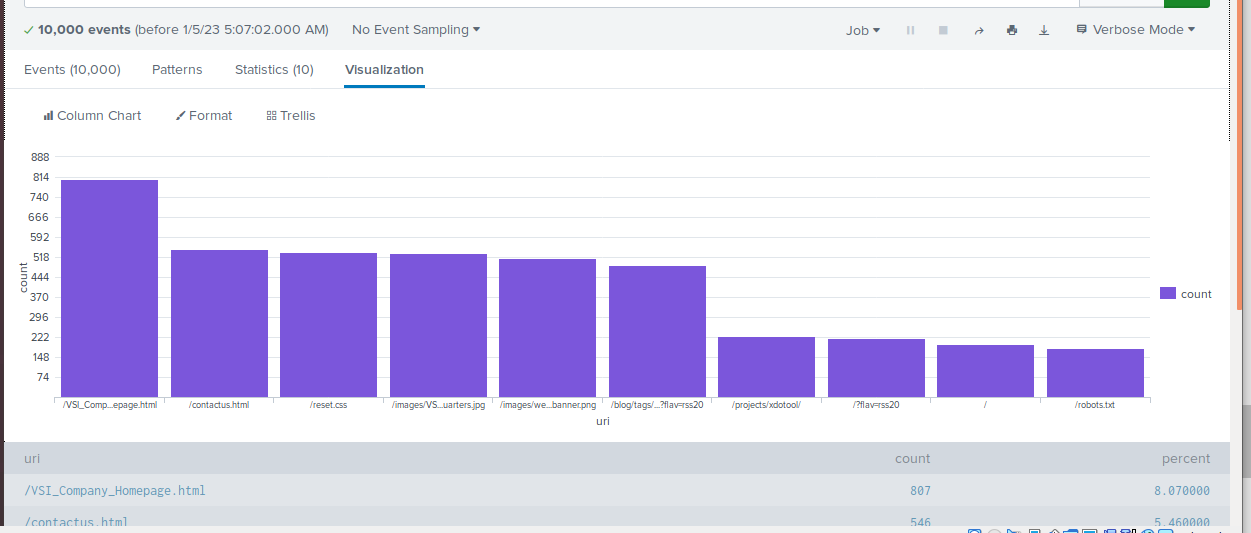 10,000 events (before 1/5/23 5:07:02.000 AM) No Event Sampling Job Verbose Mode
Events (10,000) Patterns Statistics (10) Visualization
Column Chart Format Trellis
888
814
740
666
592
518
444
370
296
222
148
74
count
count
/VSI_Comp...epage.html /contactus.html /reset.css /images/VS...uarters.jpg /images/we...banner.png /blog/tags/...?flav=rss20 /projects/xdotool/ /?flav=rss20 / /robots.txt
uri
uri count percent
/VSI_Company_Homepage.html 807 8.070000
/contactus.html 546 5.460000